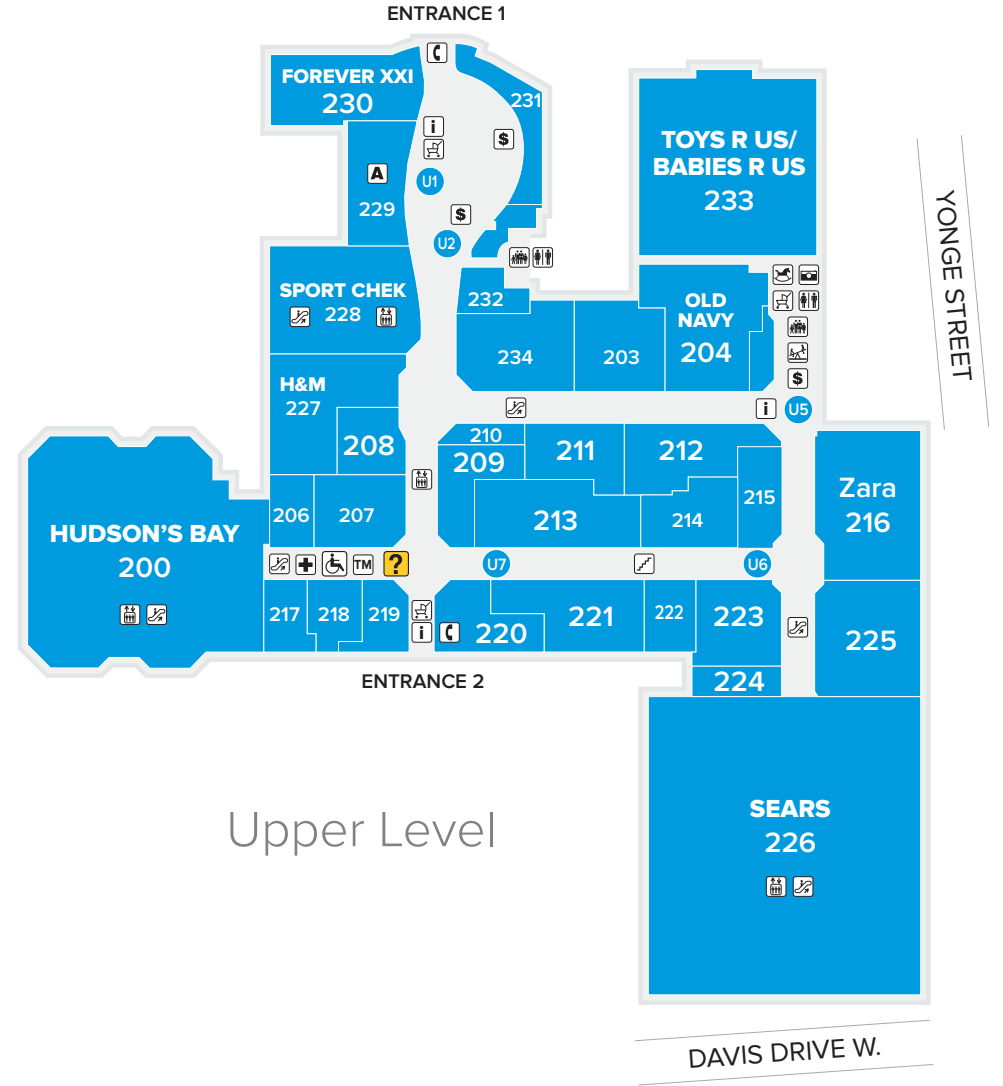 ENTRANCE 1
FOREVER XXI
230
231
i
$
A
229
U1
$
U2
TOYS R US/
BABIES R US
233
YONGE STREET
SPORT CHEK
228
232
OLD
NAVY
204
234
203
$
H&M
227
208
i
U5
210
209
211
212
215
213
214
206
207
Zara
216
HUDSON'S BAY
200
TM
?
U7
U6
217
218
219
i
220
221
222
223
224
225
ENTRANCE 2
Upper Level
SEARS
226
DAVIS DRIVE W.